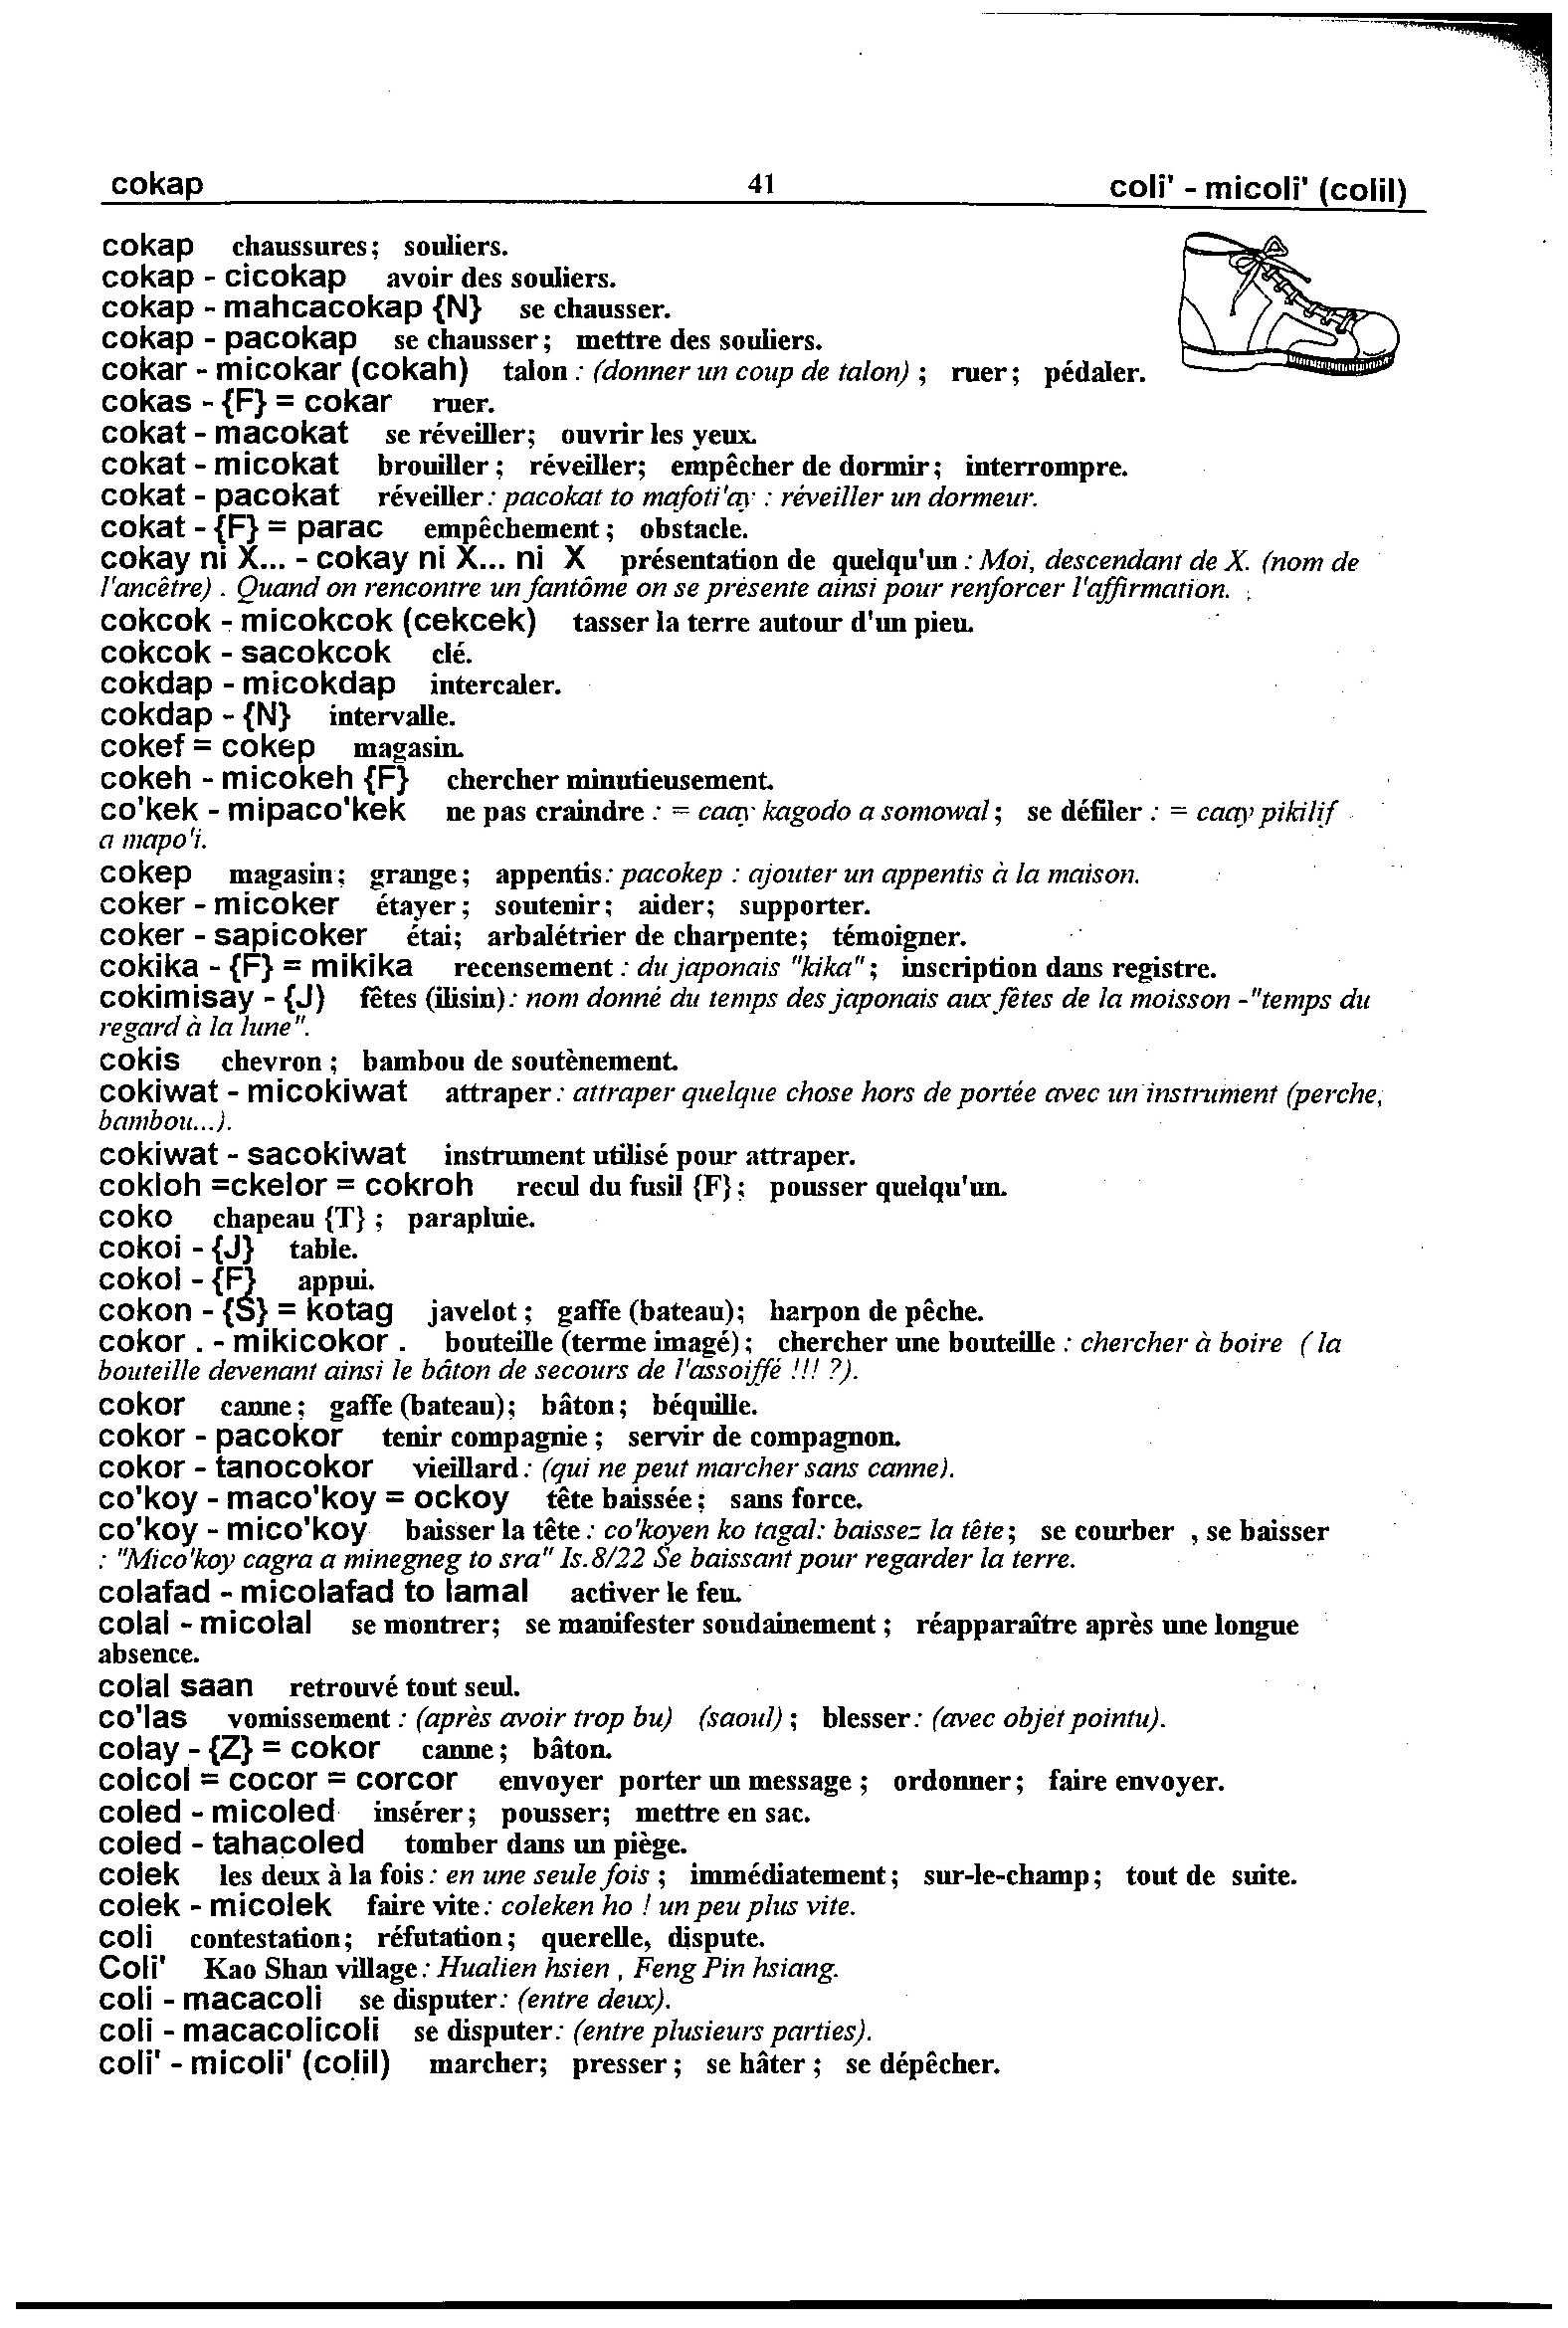 cokap 41 coli' - micoli' (colil)
cokap chaussures; souliers.
cokap - cicokap avoir des souliers.
cokap - mahcacokap {N} se chausser.
cokap - pacokap se chausser; mettre des souliers.
cokar - micokar (cokah) talon : (donner un coup de talon) ; ruer; pédaler.
cokas - {F} = cokar ruer.
cokat - macokat se réveiller; ouvrir les yeux.
cokat - micokat brouiller; réveiller; empêcher de dormir; interrompre.
cokat - pacokat réveiller : pacokat to mafoti'ay : réveiller un dormeur.
cokat - {F} = parac empêchement; obstacle.
cokay ni X... - cokay ni X... ni X présentation de quelqu'un : Moi, descendant de X. (nom de
l'ancêtre) . Quand on rencontre un fantôme on se présente ainsi pour renforcer l'affirmation.
cokcok - micokcok (cekcek) tasser la terre autour d'un pieu.
cokcok - sacokcok clé.
cokdap - micokdap intercaler.
cokdap - {N} intervalle.
cokef = cokep magasin.
cokeh - micokeh {F} chercher minutieusement.
co'kek - mipaco'kek ne pas craindre : = caay kagodo a somowal; se défiler : = caay pikilif
a mapo'i.
cokep magasin; grange; appentis : pacokep : ajouter un appentis à la maison.
coker - micoker étayer; soutenir; aider; supporter.
coker - sapicoker étai; arbalétrier de charpente; témoigner.
cokika - {F} = mikika recensement : du japonais "kika"; inscription dans registre.
cokimisay - {J) fêtes (ilisin) : nom donné du temps des japonais aux fêtes de la moisson -"temps du
regard à la lune".
cokis chevron; bambou de soutènement.
cokiwat - micokiwat attraper : attraper quelque chose hors de portée avec un instrument (perche,
bambou...).
cokiwat - sacokiwat instrument utilisé pour attraper.
cokloh =ckelor = cokroh recul du fusil {F}; pousser quelqu'un.
coko chapeau {T} ; parapluie.
cokoi - {J} table.
cokol - {F} appui.
cokon - {S} = kotag javelot; gaffe (bateau); harpon de pêche.
cokor . - mikicokor . bouteille (terme imagé); chercher une bouteille : chercher à boire ( la
bouteille devenant ainsi le bâton de secours de l'assoiffé !!! ?).
cokor canne; gaffe (bateau); bâton; béquille.
cokor - pacokor tenir compagnie; servir de compagnon.
cokor - tanocokor vieillard : (qui ne peut marcher sans canne).
co'koy - maco'koy = ockoy tête baissée; sans force.
co'koy - mico'koy baisser la tête : co'koyen ko tagal: baissez la tête; se courber , se baisser
: "Mico'koy cagra a minegneg to sra" Is.8/22 Se baissant pour regarder la terre.
colafad - micolafad to lamal activer le feu.
colal - micolal se montrer; se manifester soudainement; réapparaître après une longue
absence.
colal saan retrouvé tout seul.
co'las vomissement : (après avoir trop bu) (saoul); blesser : (avec objet pointu).
colay - {Z} = cokor canne; bâton.
colcol = cocor = corcor envoyer porter un message; ordonner; faire envoyer.
coled - micoled insérer; pousser; mettre en sac.
coled - tahacoled tomber dans un piège.
colek les deux à la fois : en une seule fois ; immédiatement; sur-le-champ; tout de suite.
colek - micolek faire vite : coleken ho ! un peu plus vite.
coli contestation; réfutation; querelle, dispute.
Coli' Kao Shan village : Hualien hsien , Feng Pin hsiang.
coli - macacoli se disputer : (entre deux).
coli - macacolicoli se disputer : (entre plusieurs parties).
coli' - micoli' (colil) marcher; presser; se hâter; se dépêcher.